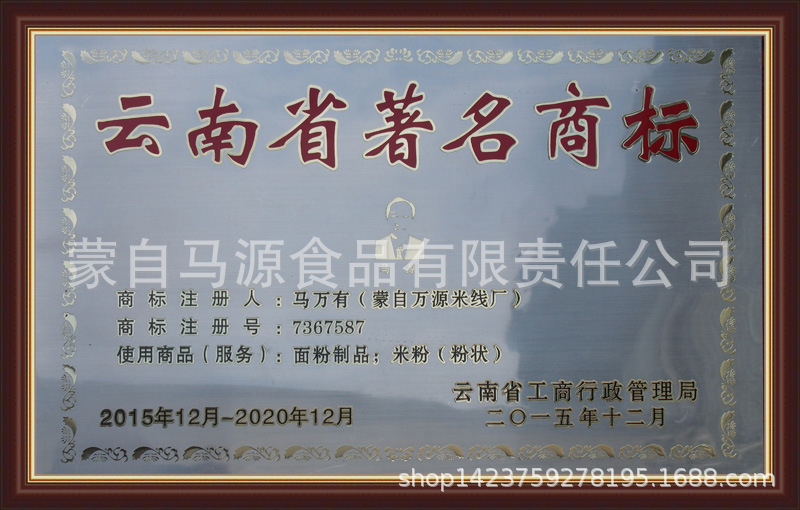 云南省著名商标
蒙自马源食品有限责任公司
商标注册人：马万有（蒙自万源米线厂）
商标注册号：7367587
使用商品（服务）：面粉制品；米粉（粉状）
云南省工商行政管理局
2015年12月-2020年12月
二〇一五年十二月
shop1423759278195.1688.com